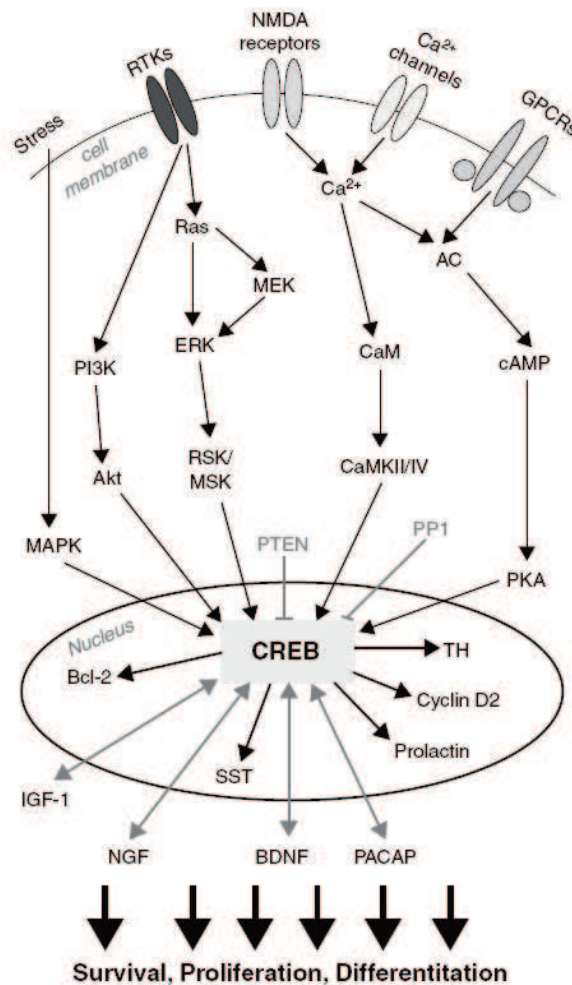 NMDA
receptors
Ca²⁺
channels
RTKs
GPCRs
Stress
cell
membrane
Ca²⁺
Ras
AC
MEK
ERK
CaM
PI3K
cAMP
RSK/
MSK
CaMKII/IV
Akt
PTEN
PP1
MAPK
PKA
Nucleus
CREB
TH
Bcl-2
Cyclin D2
Prolactin
SST
IGF-1
NGF
BDNF
PACAP
Survival, Proliferation, Differentitation